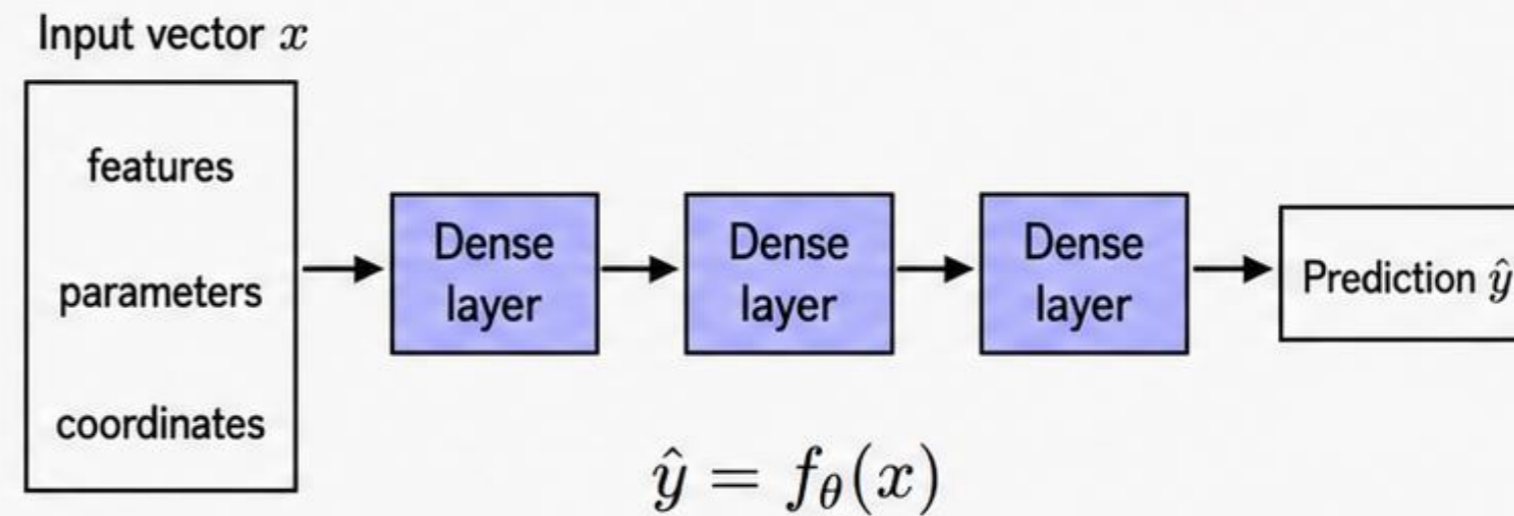 Input vector x
features
parameters
coordinates
Dense
layer
Dense
layer
Dense
layer
Prediction ŷ
ŷ = f_θ(x)